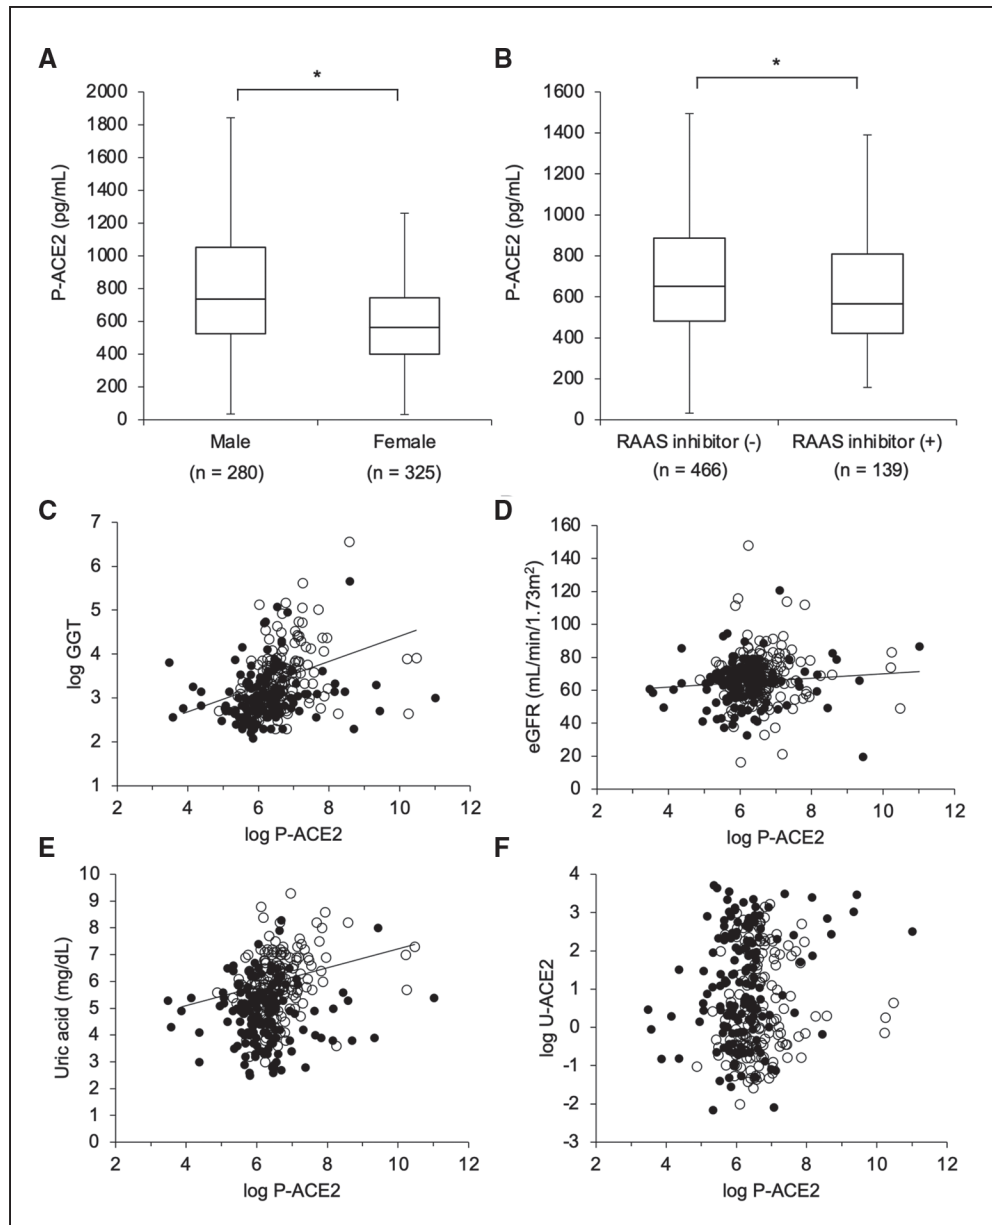 A
*
2000
1800
1600
1400
1200
1000
800
600
400
200
0
P-ACE2 (pg/mL)
Male
Female
(n = 280)
(n = 325)
B
*
1600
1400
1200
1000
800
600
400
200
0
P-ACE2 (pg/mL)
RAAS inhibitor (-)
RAAS inhibitor (+)
(n = 466)
(n = 139)
C
7
6
5
4
3
2
1
log GGT
2 4 6 8 10 12
log P-ACE2
D
160
140
120
100
80
60
40
20
0
eGFR (mL/min/1.73m²)
2 4 6 8 10 12
log P-ACE2
E
10
9
8
7
6
5
4
3
2
1
0
Uric acid (mg/dL)
2 4 6 8 10 12
log P-ACE2
F
4
3
2
1
0
-1
-2
-3
log U-ACE2
2 4 6 8 10 12
log P-ACE2